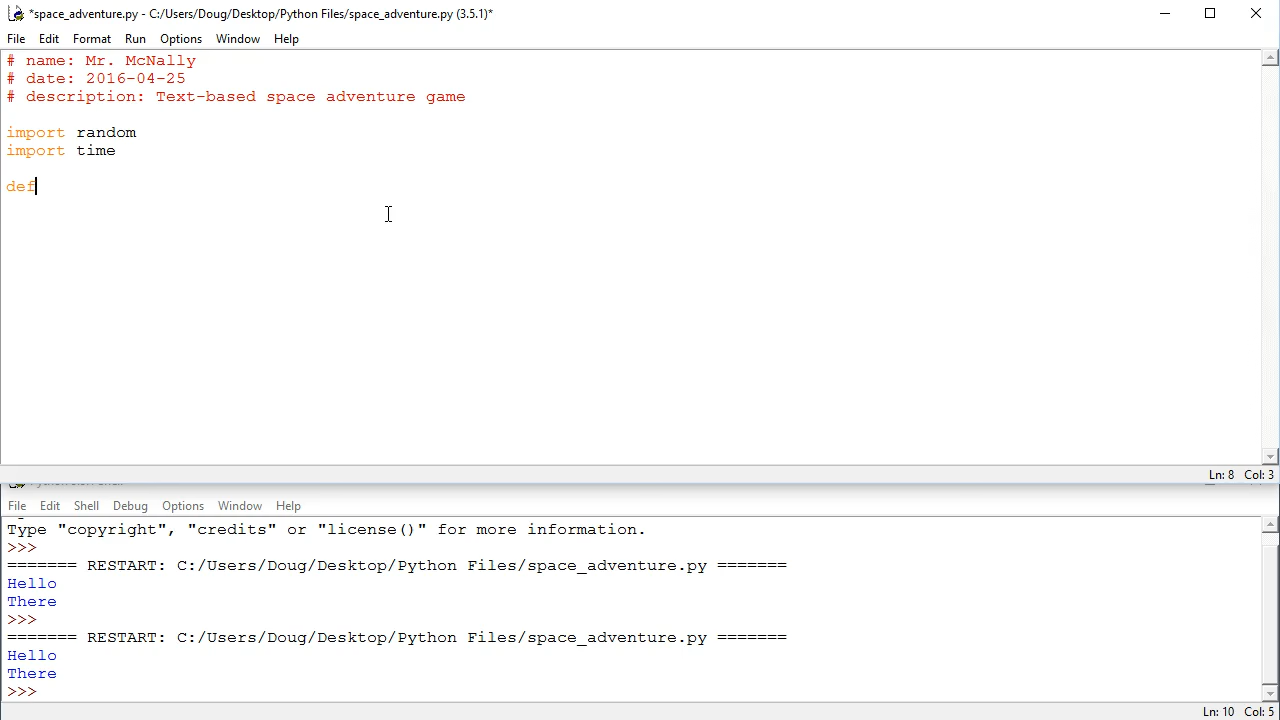 *space_adventure.py - C:/Users/Doug/Desktop/Python Files/space_adventure.py (3.5.1)*
File Edit Format Run Options Window Help
# name: Mr. McNally
# date: 2016-04-25
# description: Text-based space adventure game
import random
import time
def
Ln: 8 Col: 3
File Edit Shell Debug Options Window Help
Type "copyright", "credits" or "license()" for more information.
>>>
======= RESTART: C:/Users/Doug/Desktop/Python Files/space_adventure.py =======
Hello
There
>>>
======= RESTART: C:/Users/Doug/Desktop/Python Files/space_adventure.py =======
Hello
There
>>>
Ln: 10 Col: 5